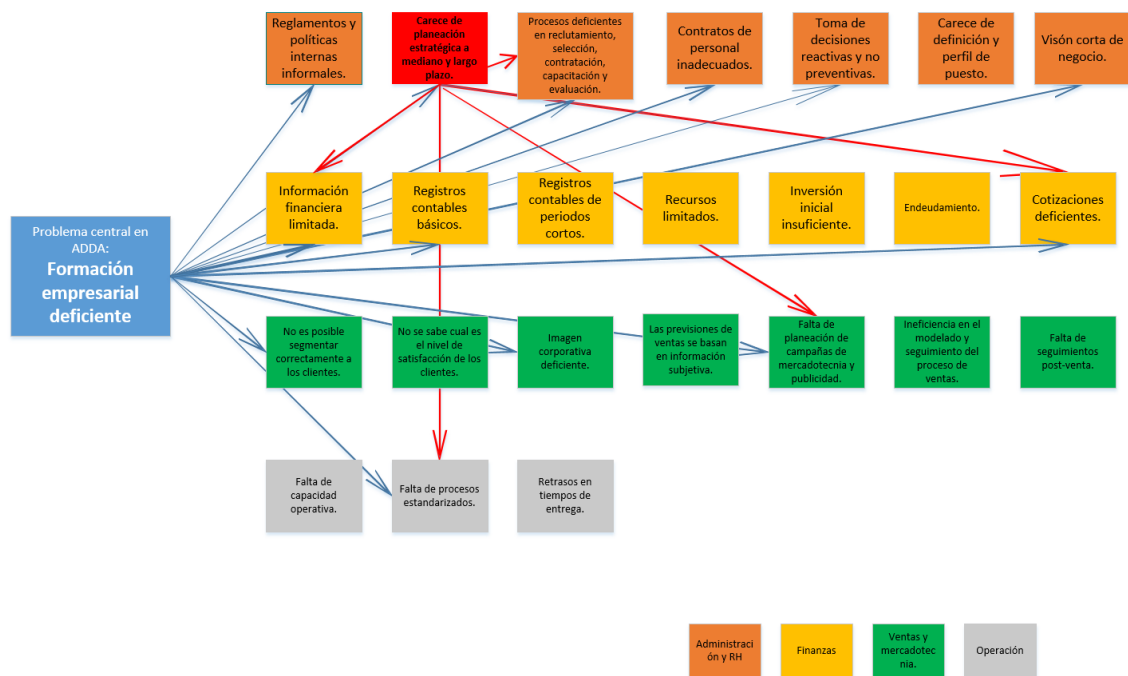 Reglamentos y
políticas
internas
informales.
Carece de
planeación
estratégica a
mediano y largo
plazo.
Procesos deficientes
en reclutamiento,
selección,
contratación,
capacitación y
evaluación.
Contratos de
personal
inadecuados.
Toma de
decisiones
reactivas y no
preventivas.
Carece de
definición y
perfil de
puesto.
Visón corta de
negocio.
Problema central en
ADDA:
Formación
empresarial
deficiente
Información
financiera
limitada.
Registros
contables
básicos.
Registros
contables de
periodos
cortos.
Recursos
limitados.
Inversión
inicial
insuficiente.
Endeudamiento.
Cotizaciones
deficientes.
No es posible
segmentar
correctamente a
los clientes.
No se sabe cual es
el nivel de
satisfacción de los
clientes.
Imagen
corporativa
deficiente.
Las previsiones de
ventas se basan
en información
subjetiva.
Falta de
planeación de
campañas de
mercadotecnia y
publicidad.
Ineficiencia en el
modelado y
seguimiento del
proceso de
ventas.
Falta de
seguimientos
post-venta.
Falta de
capacidad
operativa.
Falta de procesos
estandarizados.
Retrasos en
tiempos de
entrega.
Administraci
ón y RH
Finanzas
Ventas y
mercadotec
nia.
Operación